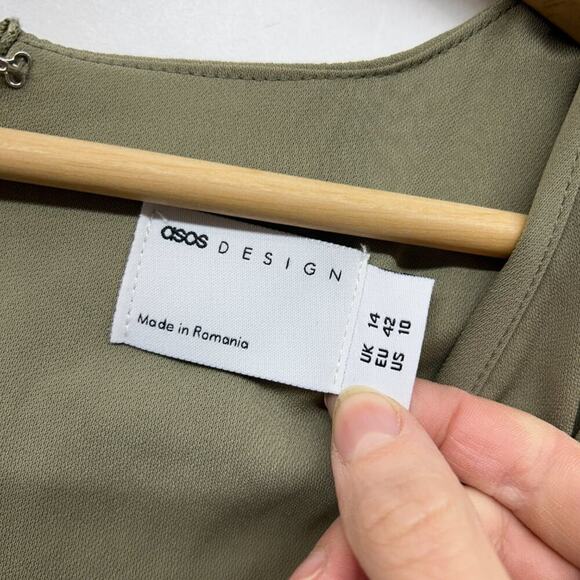 asos DESIGN
Made in Romania
UK 14
EU 42
US 10